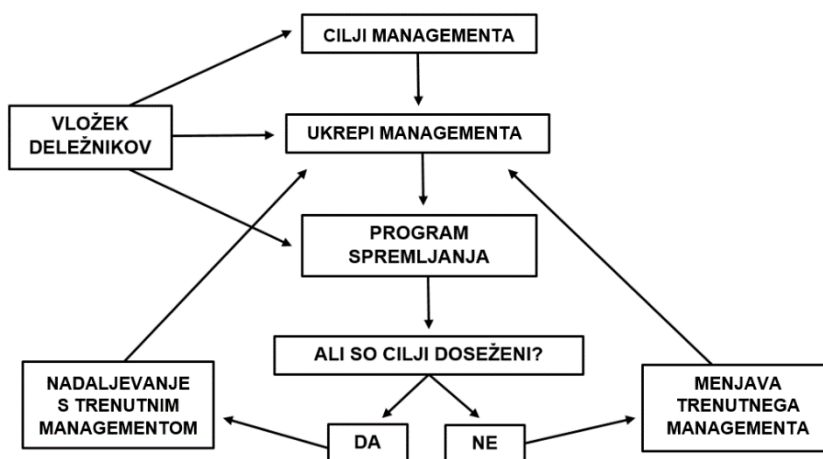 CILJI MANAGEMENTA
VLOŽEK
DELEŽNIKOV
UKREPI MANAGEMENTA
PROGRAM
SPREMLJANJA
ALI SO CILJI DOSEŽENI?
NADALJEVANJE
S TRENUTNIM
MANAGEMENTOM
DA
NE
MENJAVA
TRENUTNEGA
MANAGEMENTA